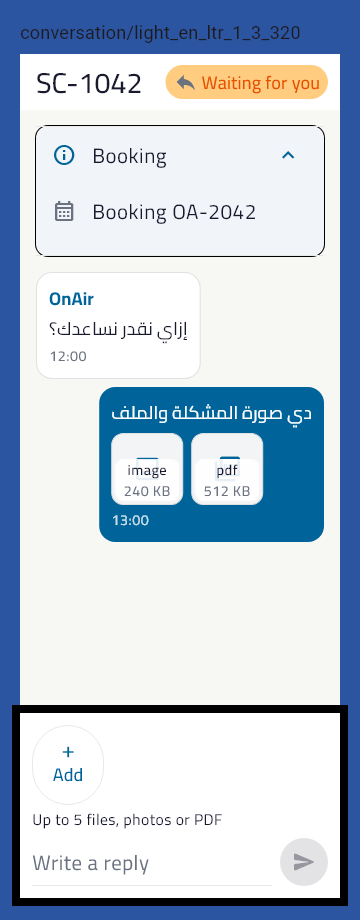 conversation/light_en_ltr_1_3_320
SC-1042
Waiting for you
Booking
Booking OA-2042
OnAir
إزاي نقدر نساعدك؟
12:00
دي صورة المشكلة والملف
image
240 KB
pdf
512 KB
13:00
+
Add
Up to 5 files, photos or PDF
Write a reply